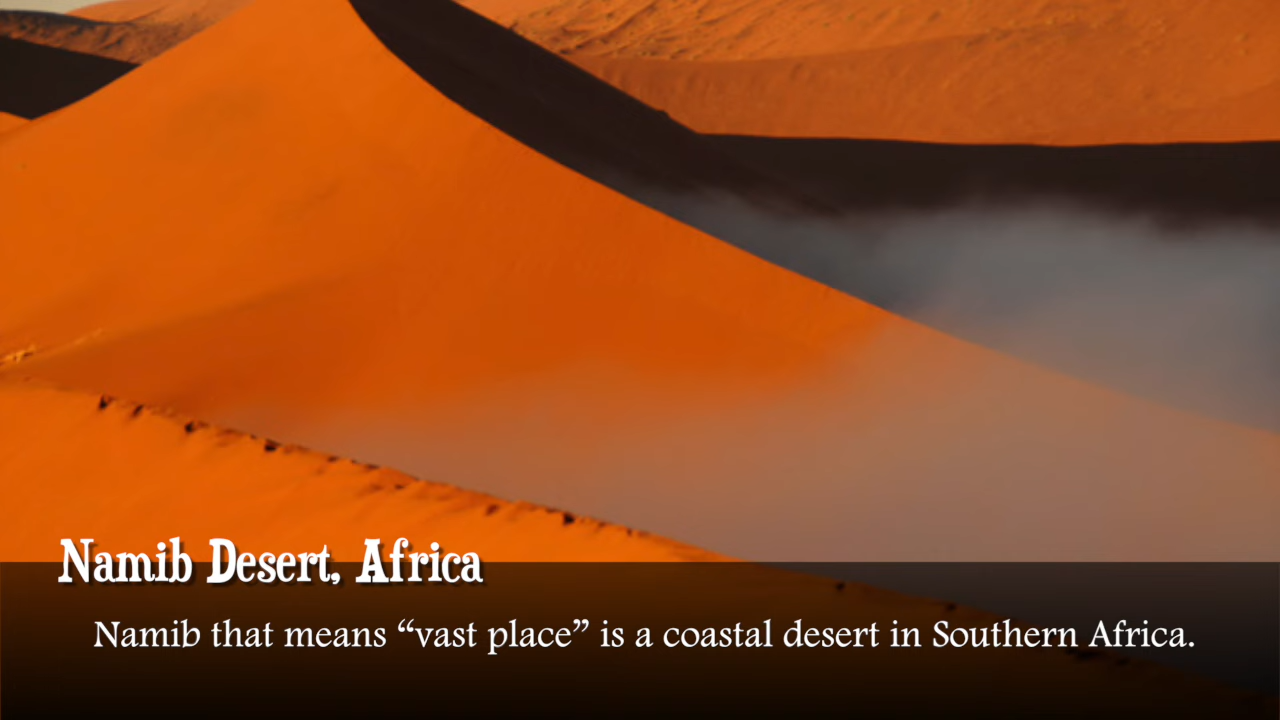 Namib Desert, Africa
Namib that means “vast place” is a coastal desert in Southern Africa.